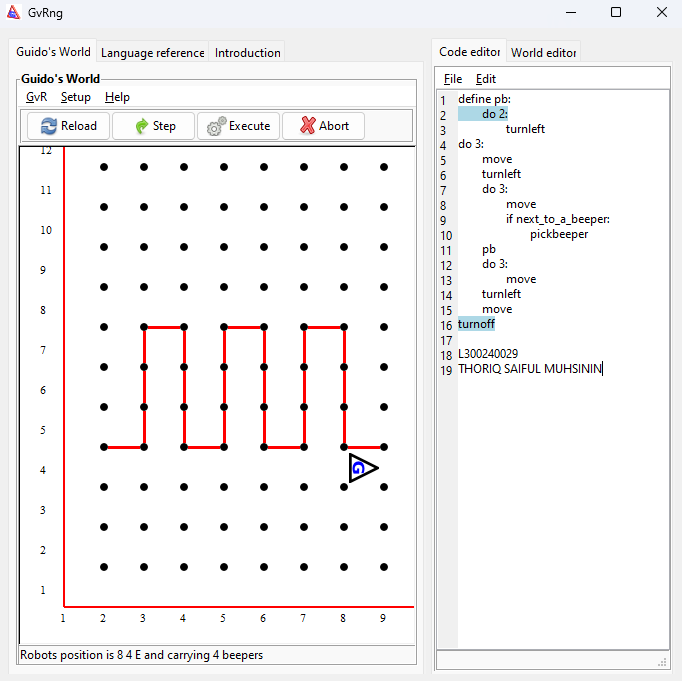 GvRng
Guido's World Language reference Introduction
Guido's World
GvR Setup Help
Reload Step Execute Abort
12
11
10
9
8
7
6
5
4
3
2
1
G
1 2 3 4 5 6 7 8 9
Robots position is 8 4 E and carrying 4 beepers
Code editor World editor
File Edit
1 define pb:
2 do 2:
3 turnleft
4 do 3:
5 move
6 turnleft
7 do 3:
8 move
9 if next_to_a_beeper:
10 pickbeeper
11 pb
12 do 3:
13 move
14 turnleft
15 move
16 turnoff
17
18 L300240029
19 THORIQ SAIFUL MUHSININ